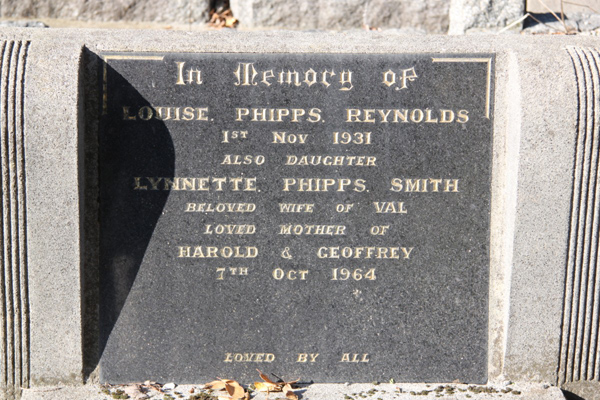 In Memory of
LOUISE. PHIPPS. REYNOLDS
1ST NOV 1931
ALSO DAUGHTER
LYNNETTE. PHIPPS. SMITH
BELOVED WIFE OF VAL
LOVED MOTHER OF
HAROLD & GEOFFREY
7TH OCT 1964
LOVED BY ALL